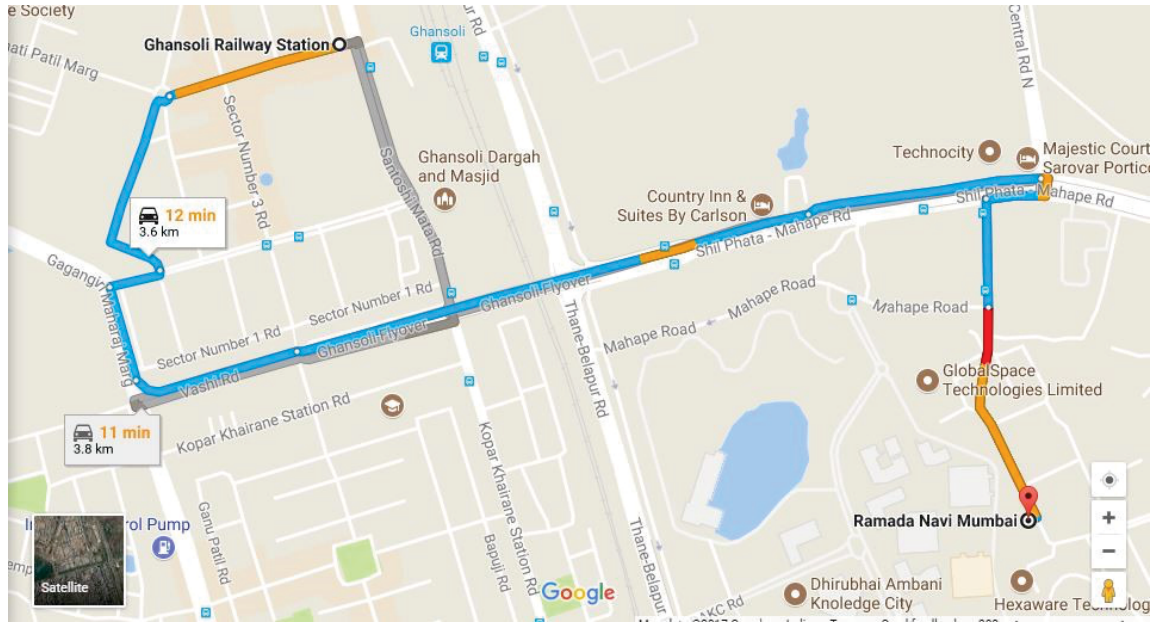 e Society
Ghansoli Railway Station
Ghansoli
Patil Marg
Sector Number 3 Rd
Santoshi Mata Rd
Ghansoli Dargah
and Masjid
Central Rd N
Technocity
Majestic Court
Sarovar Portico
Country Inn &
Suites By Carlson
Shil Phata - Mahape Rd
Shil Phata - Mahape Rd
12 min
3.6 km
Maharaj Marg
Sector Number 1 Rd
Sector Number 1 Rd
Ghansoli Flyover
Ghansoli Flyover
Vashi Rd
Thane-Belapur Rd
Mahape Road
Mahape Road
Mahape Road
GlobalSpace
Technologies Limited
11 min
3.8 km
Kopar Khairane Station Rd
Kopar Khairane Station Rd
Ganu Patil Rd
Bapuji Rd
Thane-Belapur Rd
Pump
Ramada Navi Mumbai
Satellite
Google
Dhirubhai Ambani
Knoledge City
AKC Rd
Hexaware